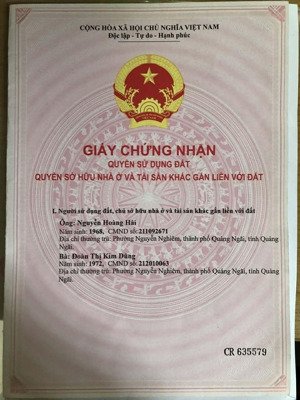 CỘNG HÒA XÃ HỘI CHỦ NGHĨA VIỆT NAM
Độc lập - Tự do - Hạnh phúc
GIẤY CHỨNG NHẬN
QUYỀN SỬ DỤNG ĐẤT
QUYỀN SỞ HỮU NHÀ Ở VÀ TÀI SẢN KHÁC GẮN LIỀN VỚI ĐẤT
I. Người sử dụng đất, chủ sở hữu nhà ở và tài sản khác gắn liền với đất
Ông: Nguyễn Hoàng Hải
Năm sinh: 1968, CMND số: 211092671
Địa chỉ thường trú: Phường Nguyễn Nghiêm, thành phố Quảng Ngãi, tỉnh Quảng
Ngãi.
Bà: Đoàn Thị Kim Dũng
Năm sinh: 1972, CMND số: 212010063
Địa chỉ thường trú: Phường Nguyễn Nghiêm, thành phố Quảng Ngãi, tỉnh Quảng
Ngãi.
CR 635579